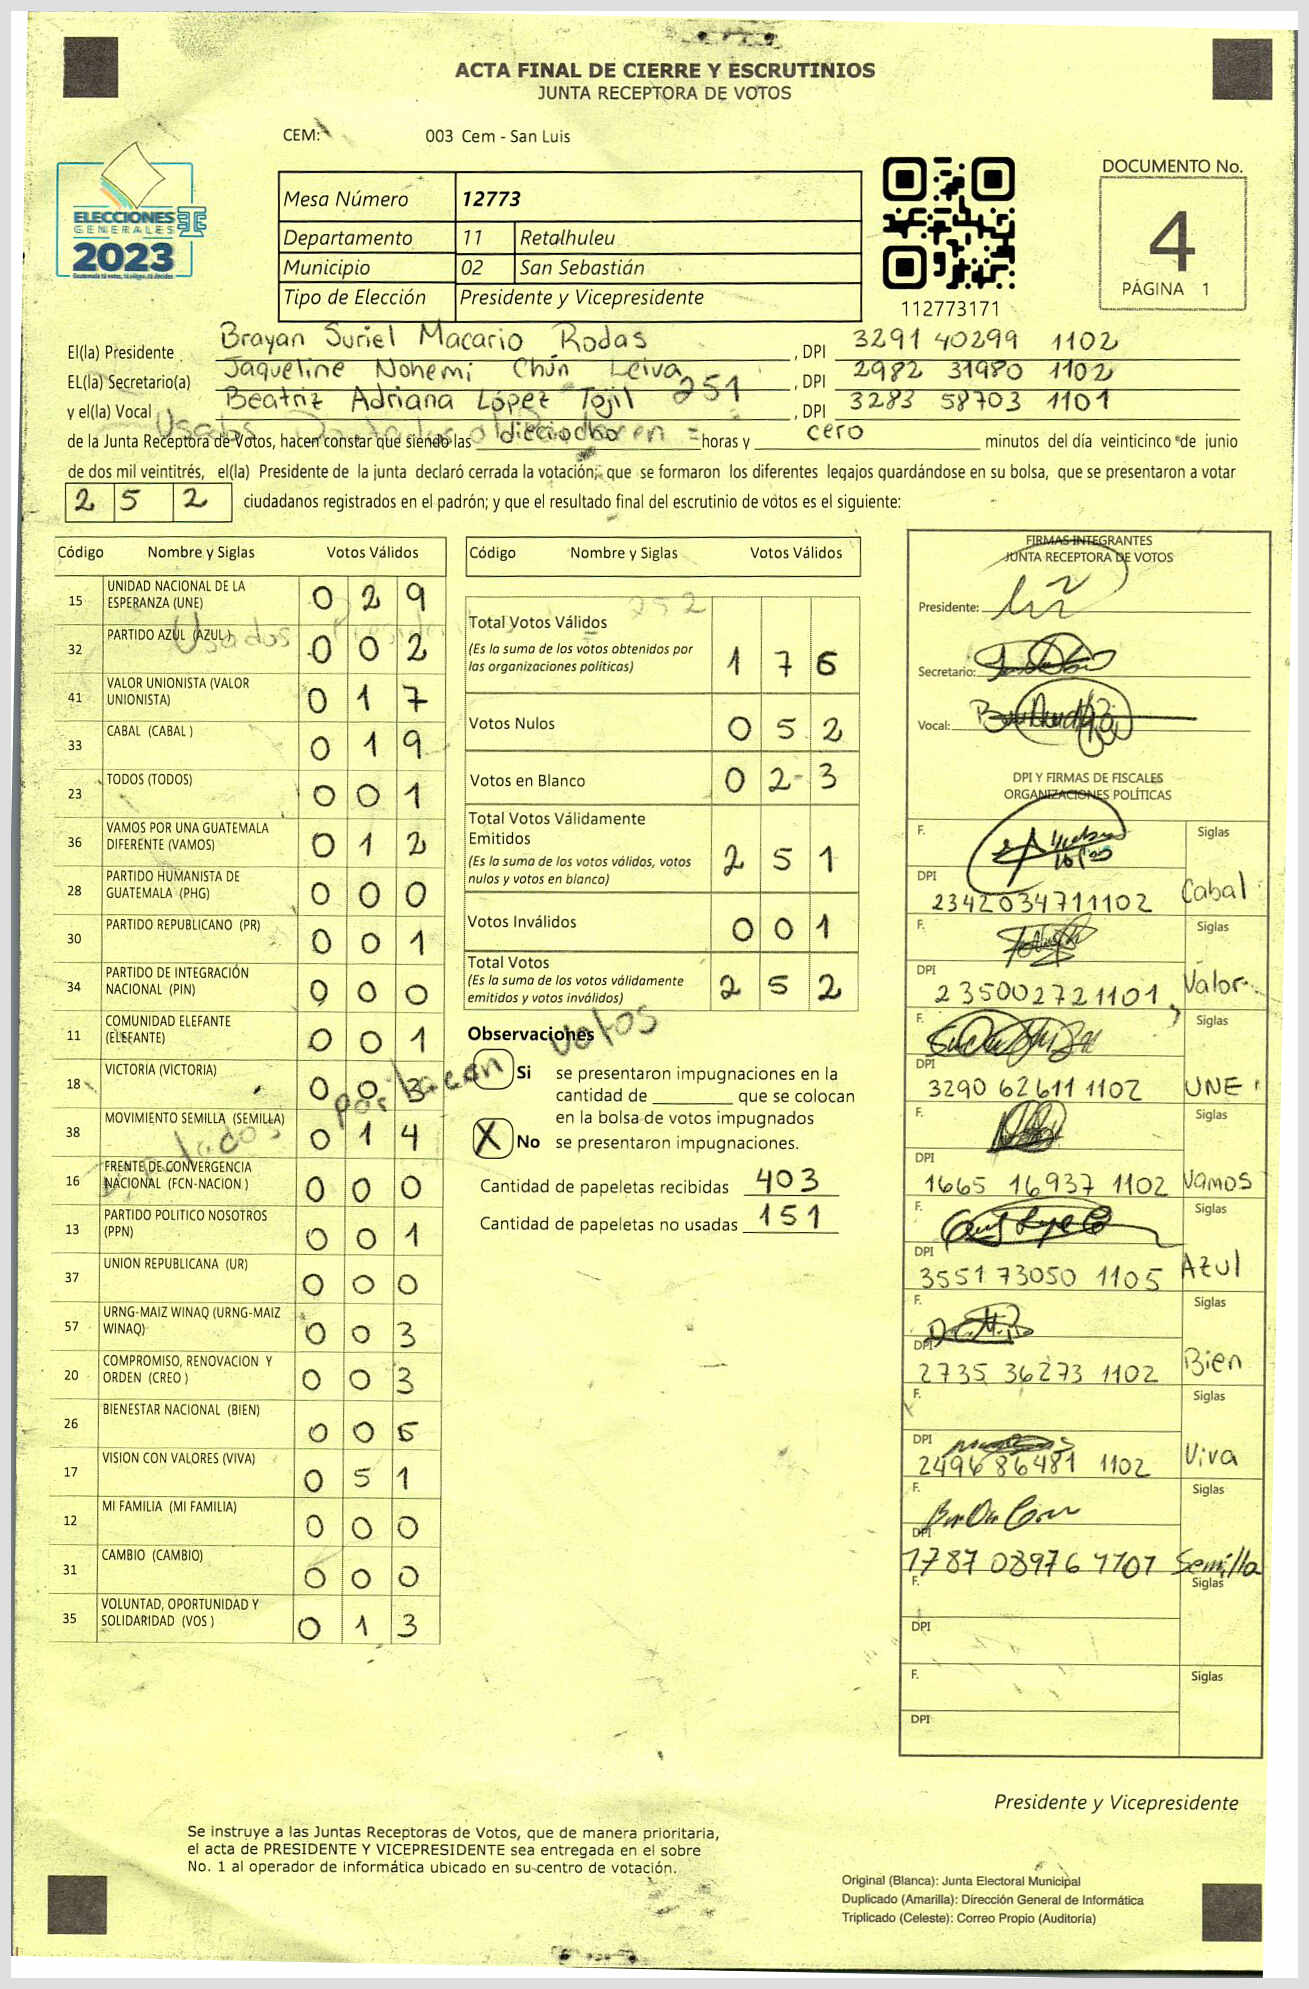 ACTA FINAL DE CIERRE Y ESCRUTINIOS
JUNTA RECEPTORA DE VOTOS
CEM: 003 Cem - San Luis
ELECCIONES
GENERALES
2023
Mesa Número 12773
Departamento 11 Retalhuleu
Municipio 02 San Sebastián
Tipo de Elección Presidente y Vicepresidente
112773171
DOCUMENTO No.
4
PÁGINA 1
El(la) Presidente Brayan Suriel Macario Rodas , DPI 3291 40299 1102
EL(la) Secretario(a) Jaqueline Nohemi Chún Leiva , DPI 2982 31980 1102
y el(la) Vocal Beatriz Adriana López Tojil 251 , DPI 3283 58703 1101
de la Junta Receptora de Votos, hacen constar que siendo las dieciocho horas y cero minutos del día veinticinco de junio
de dos mil veintitrés, el(la) Presidente de la junta declaró cerrada la votación; que se formaron los diferentes legajos guardándose en su bolsa, que se presentaron a votar
252 ciudadanos registrados en el padrón; y que el resultado final del escrutinio de votos es el siguiente:
Código Nombre y Siglas Votos Válidos
15 UNIDAD NACIONAL DE LA ESPERANZA (UNE) 0 2 9
32 PARTIDO AZUL (AZUL) 0 0 2
41 VALOR UNIONISTA (VALOR UNIONISTA) 0 1 7
33 CABAL (CABAL ) 0 1 9
23 TODOS (TODOS) 0 0 1
36 VAMOS POR UNA GUATEMALA DIFERENTE (VAMOS) 0 1 2
28 PARTIDO HUMANISTA DE GUATEMALA (PHG) 0 0 0
30 PARTIDO REPUBLICANO (PR) 0 0 1
34 PARTIDO DE INTEGRACIÓN NACIONAL (PIN) 0 0 0
11 COMUNIDAD ELEFANTE (ELEFANTE) 0 0 1
18 VICTORIA (VICTORIA) 0 0 3
38 MOVIMIENTO SEMILLA (SEMILLA) 0 1 4
16 FRENTE DE CONVERGENCIA NACIONAL (FCN-NACION ) 0 0 0
13 PARTIDO POLITICO NOSOTROS (PPN) 0 0 1
37 UNION REPUBLICANA (UR) 0 0 0
57 URNG-MAIZ WINAQ (URNG-MAIZ WINAQ) 0 0 3
20 COMPROMISO, RENOVACION Y ORDEN (CREO ) 0 0 3
26 BIENESTAR NACIONAL (BIEN) 0 0 6
17 VISION CON VALORES (VIVA) 0 5 1
12 MI FAMILIA (MI FAMILIA) 0 0 0
31 CAMBIO (CAMBIO) 0 0 0
35 VOLUNTAD, OPORTUNIDAD Y SOLIDARIDAD (VOS ) 0 1 3
Código Nombre y Siglas Votos Válidos
Total Votos Válidos
(Es la suma de los votos obtenidos por
las organizaciones politicas) 1 7 6
Votos Nulos 0 5 2
Votos en Blanco 0 2 3
Total Votos Válidamente
Emitidos
(Es la suma de los votos válidos, votos
nulos y votos en blanco) 2 5 1
Votos Inválidos 0 0 1
Total Votos
(Es la suma de los votos válidamente
emitidos y votos inválidos) 2 5 2
Observaciones
votos
Si se presentaron impugnaciones en la
cantidad de que se colocan
en la bolsa de votos impugnados
X No se presentaron impugnaciones.
Cantidad de papeletas recibidas 403
Cantidad de papeletas no usadas 151
FIRMAS INTEGRANTES
JUNTA RECEPTORA DE VOTOS
Presidente:
Secretario:
Vocal:
DPI Y FIRMAS DE FISCALES
ORGANIZACIONES POLÍTICAS
F. Siglas
DPI 2342034711102 Cabal
F. Siglas
DPI 235002721101 Valor
F. Siglas
DPI 3290 62611 1102 UNE
F. Siglas
DPI 1665 16937 1102 Vamos
F. Siglas
DPI 3551 73050 1105 Azul
F. Siglas
DPI 2735 36273 1102 Bien
F. Siglas
DPI 2496 86481 1102 Viva
F. Siglas
DPI 1787 08976 1101 Semilla
F. Siglas
DPI
F. Siglas
DPI
Presidente y Vicepresidente
Se instruye a las Juntas Receptoras de Votos, que de manera prioritaria,
el acta de PRESIDENTE Y VICEPRESIDENTE sea entregada en el sobre
No. 1 al operador de informática ubicado en su centro de votación.
Original (Blanca): Junta Electoral Municipal
Duplicado (Amarilla): Dirección General de Informática
Triplicado (Celeste): Correo Propio (Auditoria)